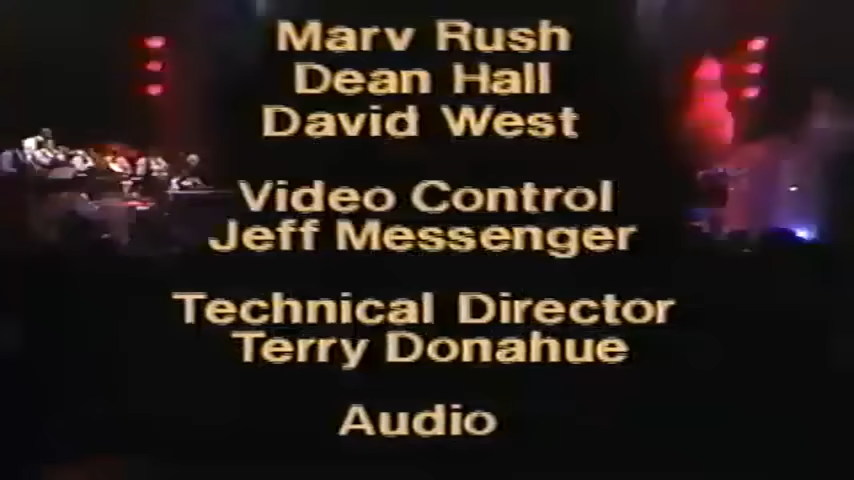 Marv Rush
Dean Hall
David West
Video Control
Jeff Messenger
Technical Director
Terry Donahue
Audio